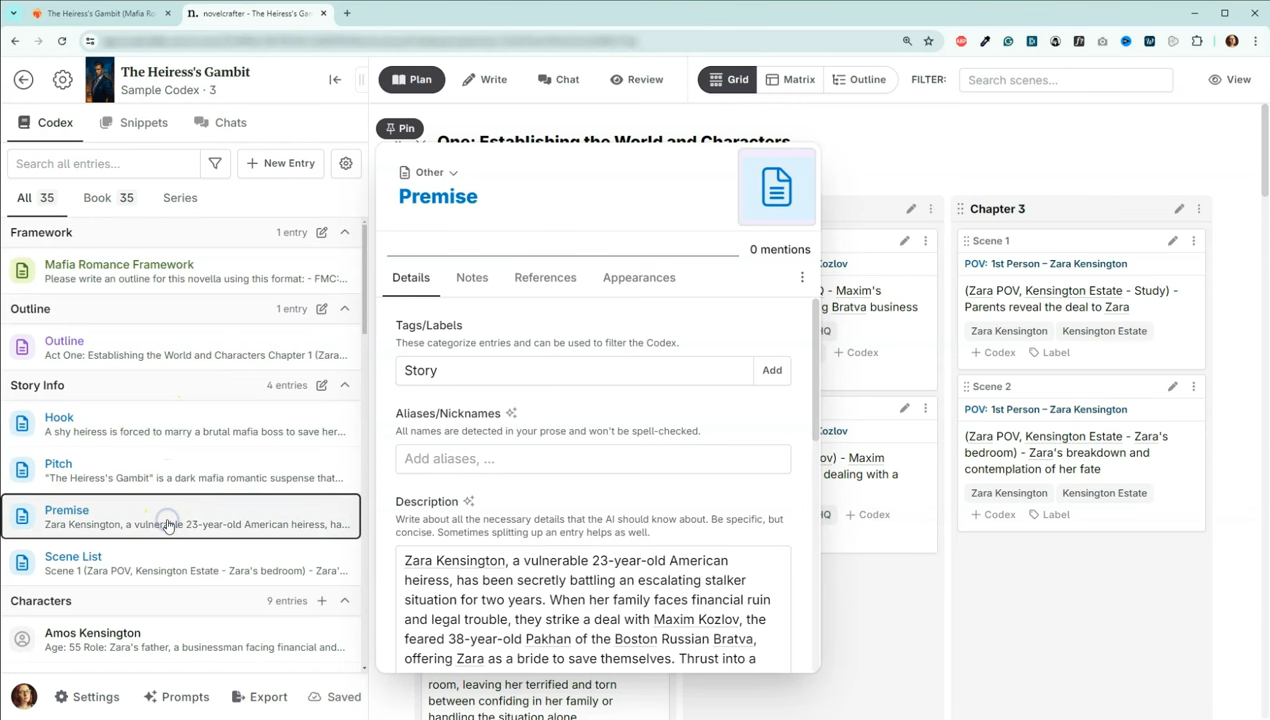 The Heiress's Gambit (Mafia Ro
novelcrafter - The Heiress's Ga
The Heiress's Gambit
Sample Codex · 3
Plan
Write
Chat
Review
Grid
Matrix
Outline
FILTER:
Search scenes...
View
Codex
Snippets
Chats
Search all entries...
+ New Entry
All 35
Book 35
Series
Framework
1 entry
Mafia Romance Framework
Please write an outline for this novella using this format: - FMC:...
Outline
1 entry
Outline
Act One: Establishing the World and Characters Chapter 1 (Zara...
Story Info
4 entries
Hook
A shy heiress is forced to marry a brutal mafia boss to save her...
Pitch
"The Heiress's Gambit" is a dark mafia romantic suspense that...
Premise
Zara Kensington, a vulnerable 23-year-old American heiress, ha...
Scene List
Scene 1 (Zara POV, Kensington Estate - Zara's bedroom) - Zara'...
Characters
9 entries
Amos Kensington
Age: 55 Role: Zara's father, a businessman facing financial and...
Settings
Prompts
Export
Saved
Pin
One: Establishing the World and Characters
Other
Premise
0 mentions
Details
Notes
References
Appearances
Tags/Labels
These categorize entries and can be used to filter the Codex.
Story
Add
Aliases/Nicknames
All names are detected in your prose and won't be spell-checked.
Add aliases, ...
Description
Write about all the necessary details that the AI should know about. Be specific, but
concise. Sometimes splitting up an entry helps as well.
Zara Kensington, a vulnerable 23-year-old American
heiress, has been secretly battling an escalating stalker
situation for two years. When her family faces financial ruin
and legal trouble, they strike a deal with Maxim Kozlov, the
feared 38-year-old Pakhan of the Boston Russian Bratva,
offering Zara as a bride to save themselves. Thrust into a
room, leaving her terrified and torn
between confiding in her family or
handling the situation alone
Kozlov
Q - Maxim's
ng Bratva business
HQ
+ Codex
Kozlov
ov) - Maxim
dealing with a
HQ
+ Codex
Chapter 3
Scene 1
POV: 1st Person – Zara Kensington
(Zara POV, Kensington Estate - Study) -
Parents reveal the deal to Zara
Zara Kensington
Kensington Estate
+ Codex
Label
Scene 2
POV: 1st Person – Zara Kensington
(Zara POV, Kensington Estate - Zara's
bedroom) - Zara's breakdown and
contemplation of her fate
Zara Kensington
Kensington Estate
+ Codex
Label